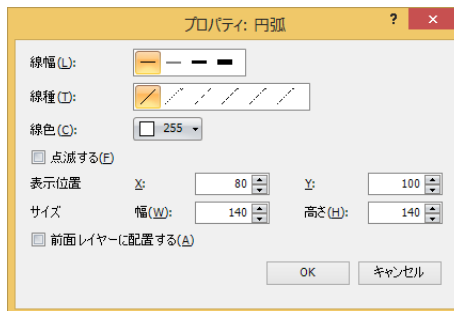 プロパティ: 円弧 ? ×
線幅(L):
線種(T):
線色(C): 255
点滅する(F)
表示位置 X: 80 Y: 100
サイズ 幅(W): 140 高さ(H): 140
前面レイヤーに配置する(A)
OK キャンセル